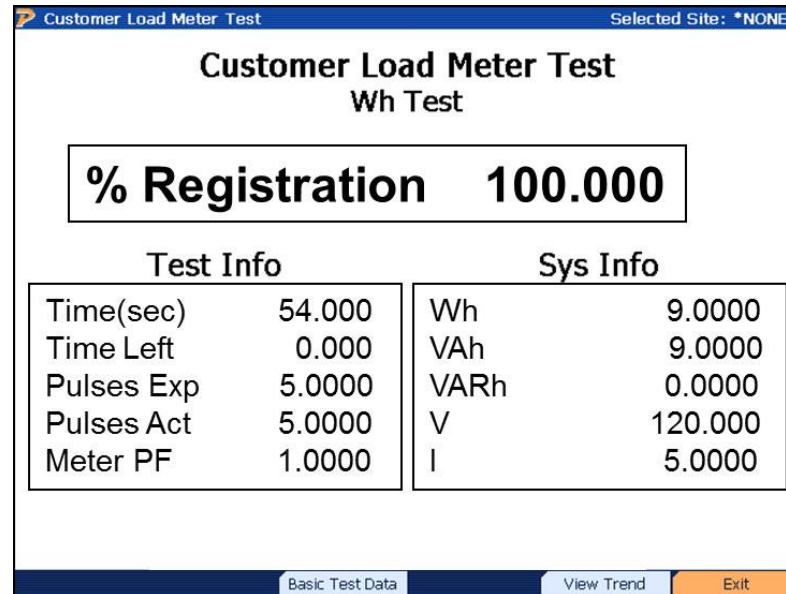 Customer Load Meter Test Selected Site: *NONE
Customer Load Meter Test
Wh Test
% Registration 100.000
Test Info
Time(sec) 54.000
Time Left 0.000
Pulses Exp 5.0000
Pulses Act 5.0000
Meter PF 1.0000
Sys Info
Wh 9.0000
VAh 9.0000
VARh 0.0000
V 120.000
I 5.0000
Basic Test Data View Trend Exit